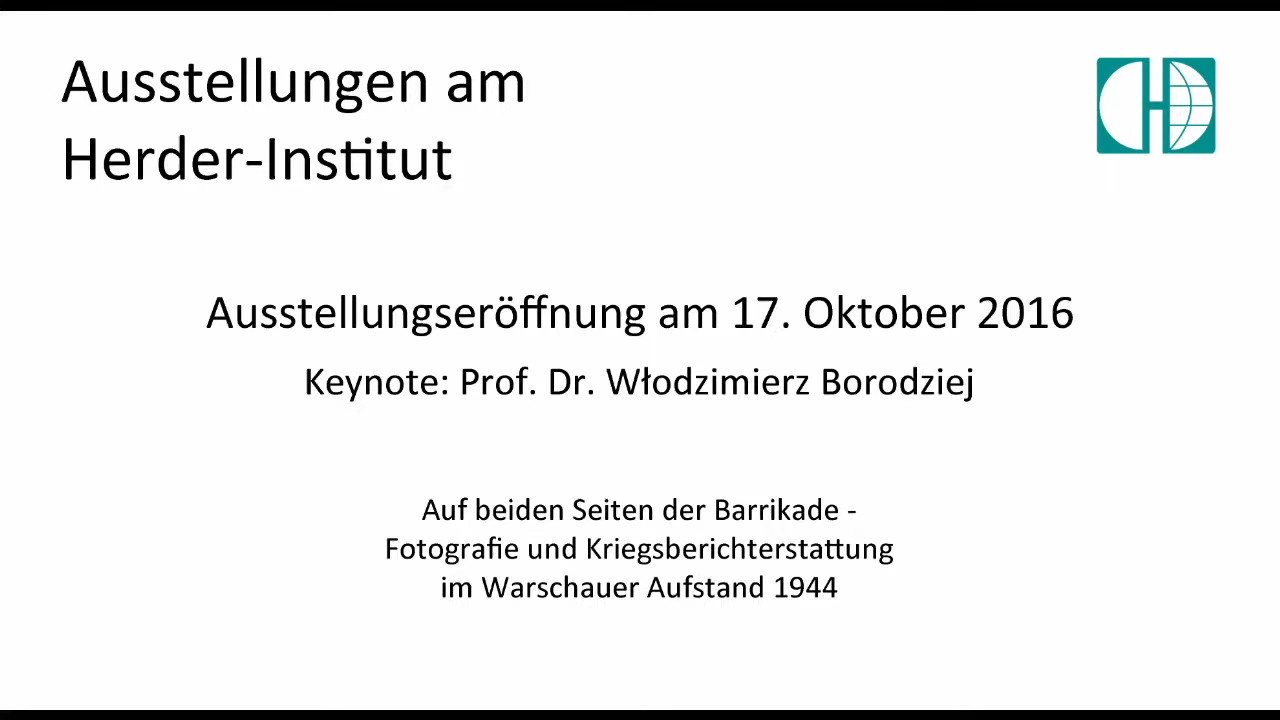 Ausstellungen am
Herder-Institut
Ausstellungseröffnung am 17. Oktober 2016
Keynote: Prof. Dr. Włodzimierz Borodziej
Auf beiden Seiten der Barrikade -
Fotografie und Kriegsberichterstattung
im Warschauer Aufstand 1944